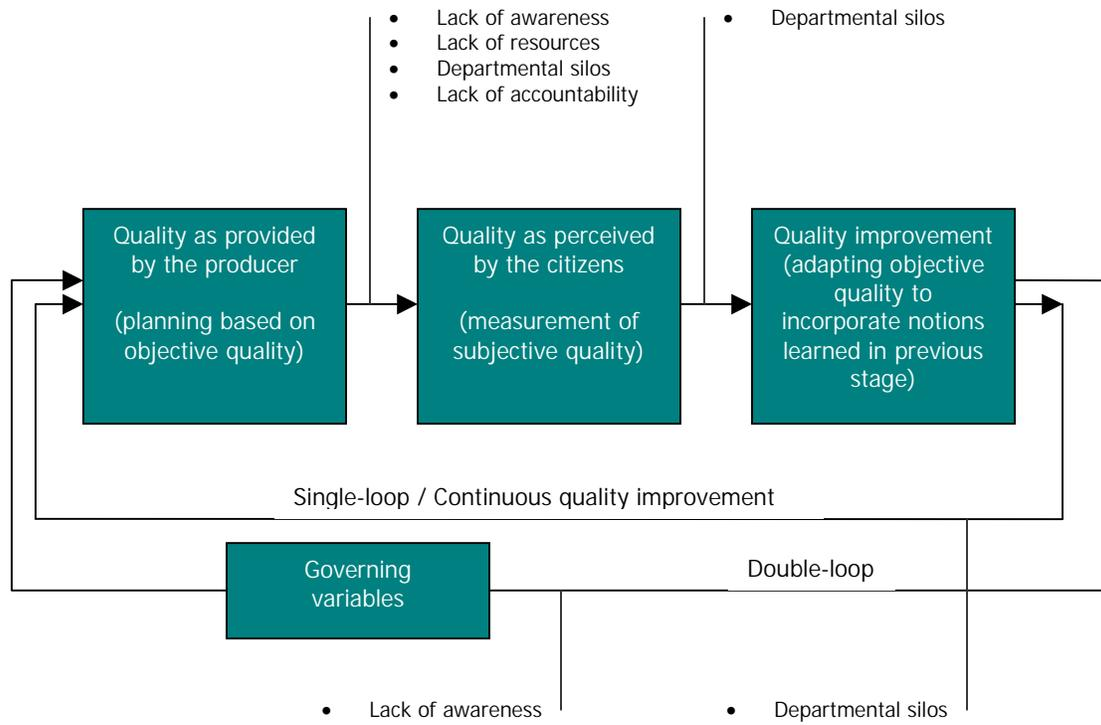 • Lack of awareness
• Lack of resources
• Departmental silos
• Lack of accountability
• Departmental silos
Quality as provided
by the producer
(planning based on
objective quality)
Quality as perceived
by the citizens
(measurement of
subjective quality)
Quality improvement
(adapting objective
quality to
incorporate notions
learned in previous
stage)
Single-loop / Continuous quality improvement
Governing
variables
Double-loop
• Lack of awareness
• Departmental silos